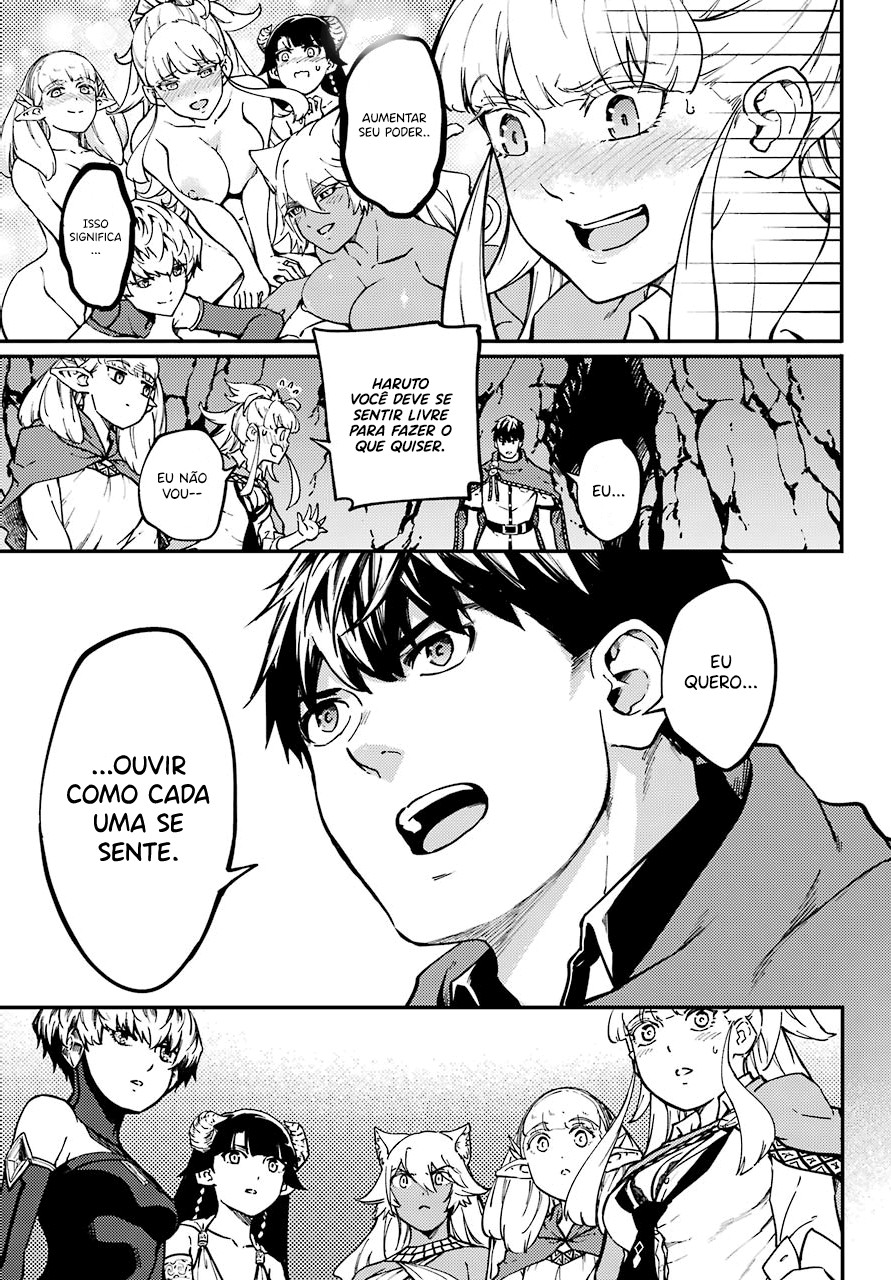 AUMENTAR
SEU PODER..
ISSO
SIGNIFICA
...
EU...
HARUTO
VOCÊ DEVE SE
SENTIR LIVRE
PARA FAZER O
QUE QUISER.
EU NÃO
VOU--
EU
QUERO...
...OUVIR
COMO CADA
UMA SE
SENTE.